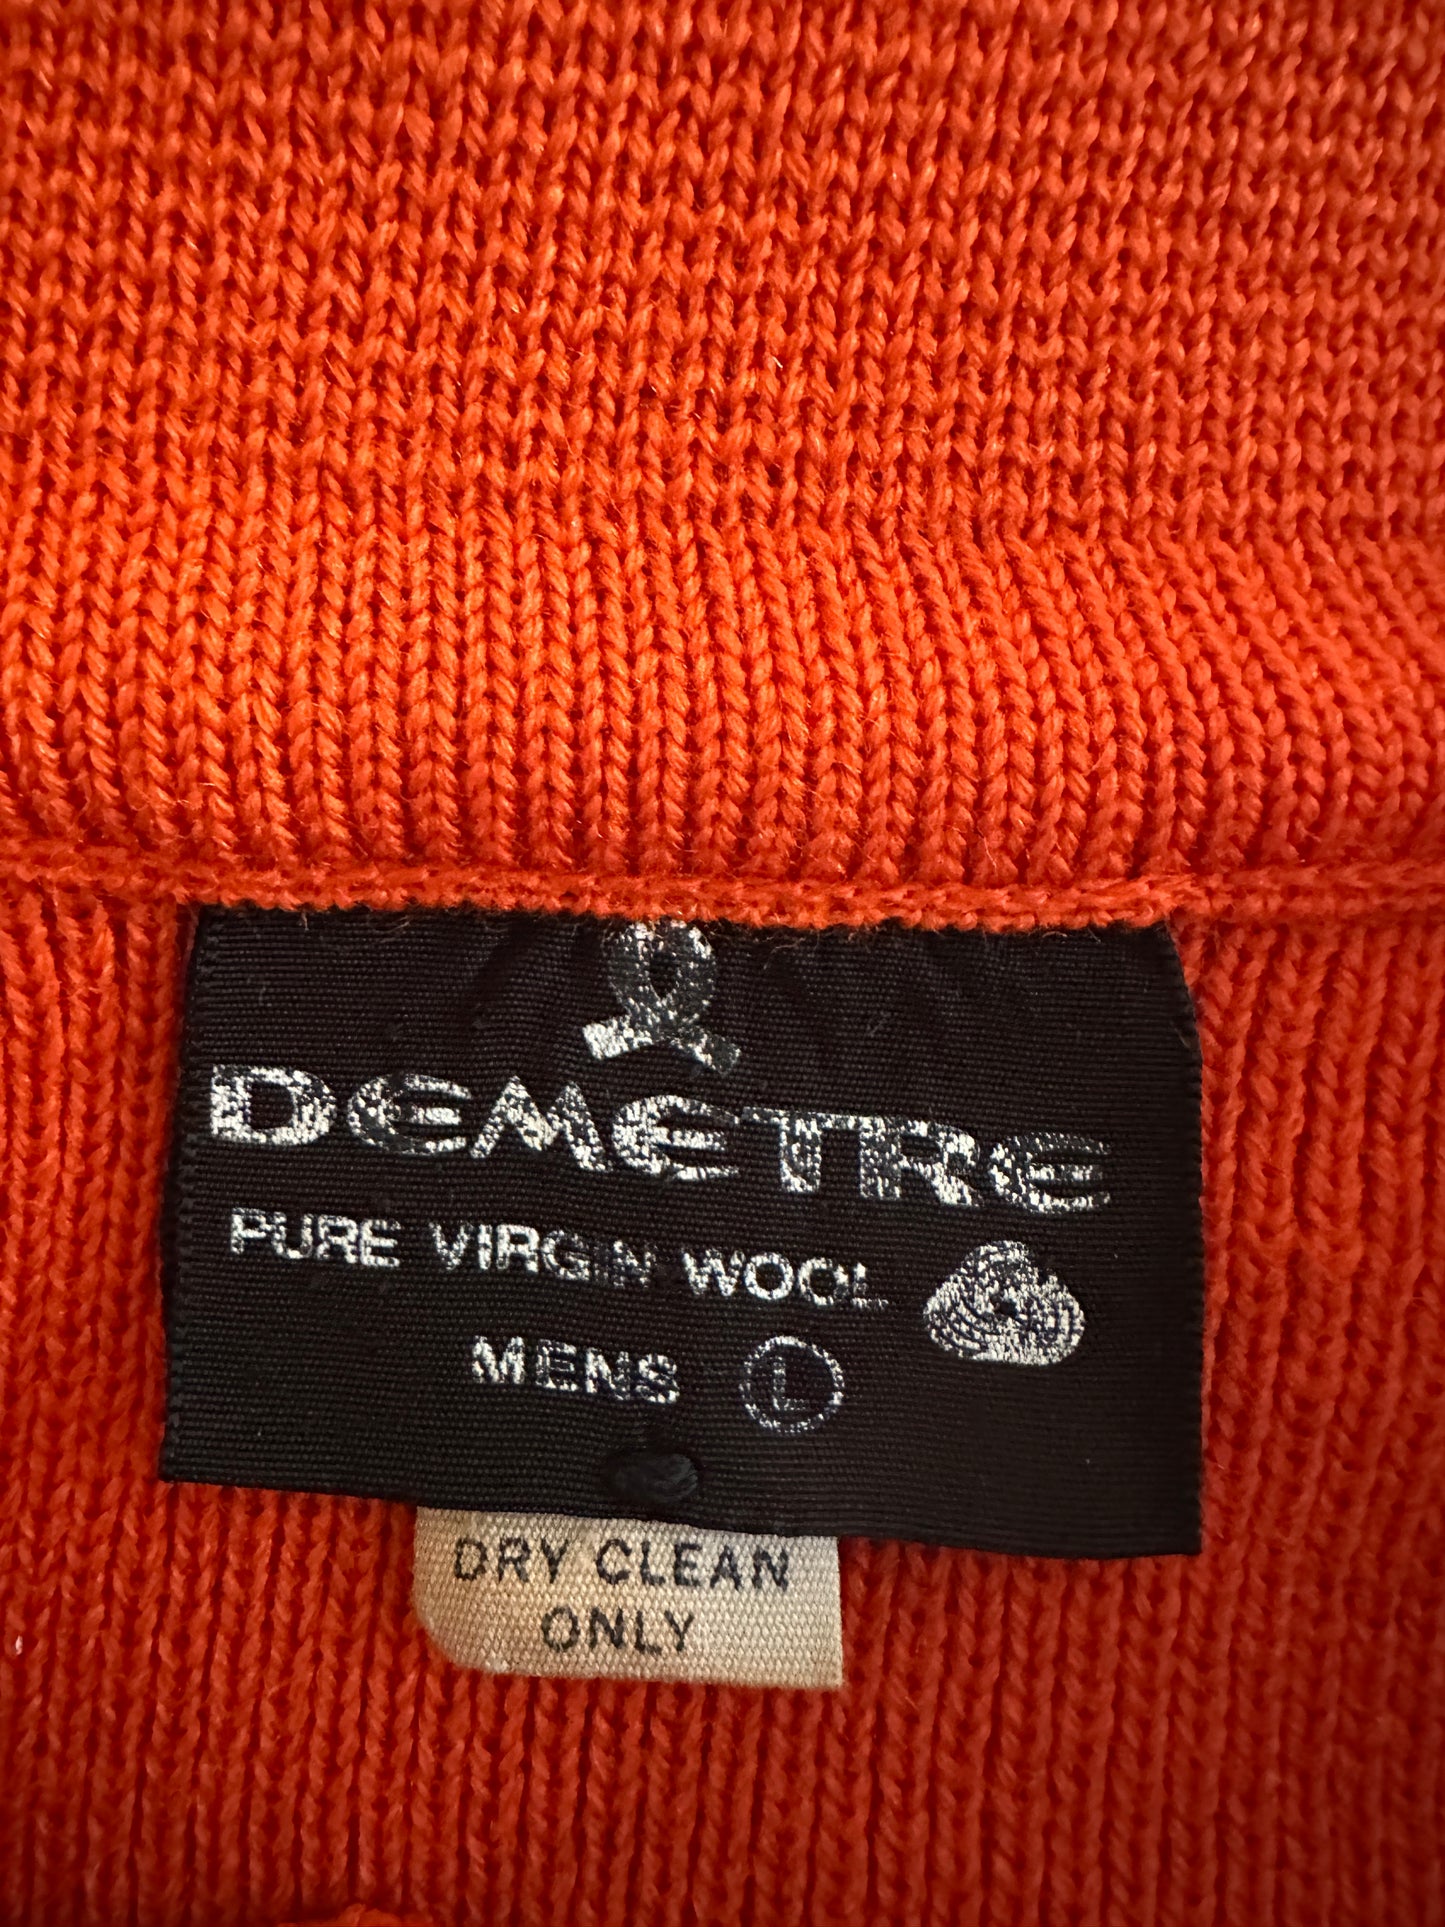 DEMETRE
PURE VIRGIN WOOL
MENS L
DRY CLEAN
ONLY